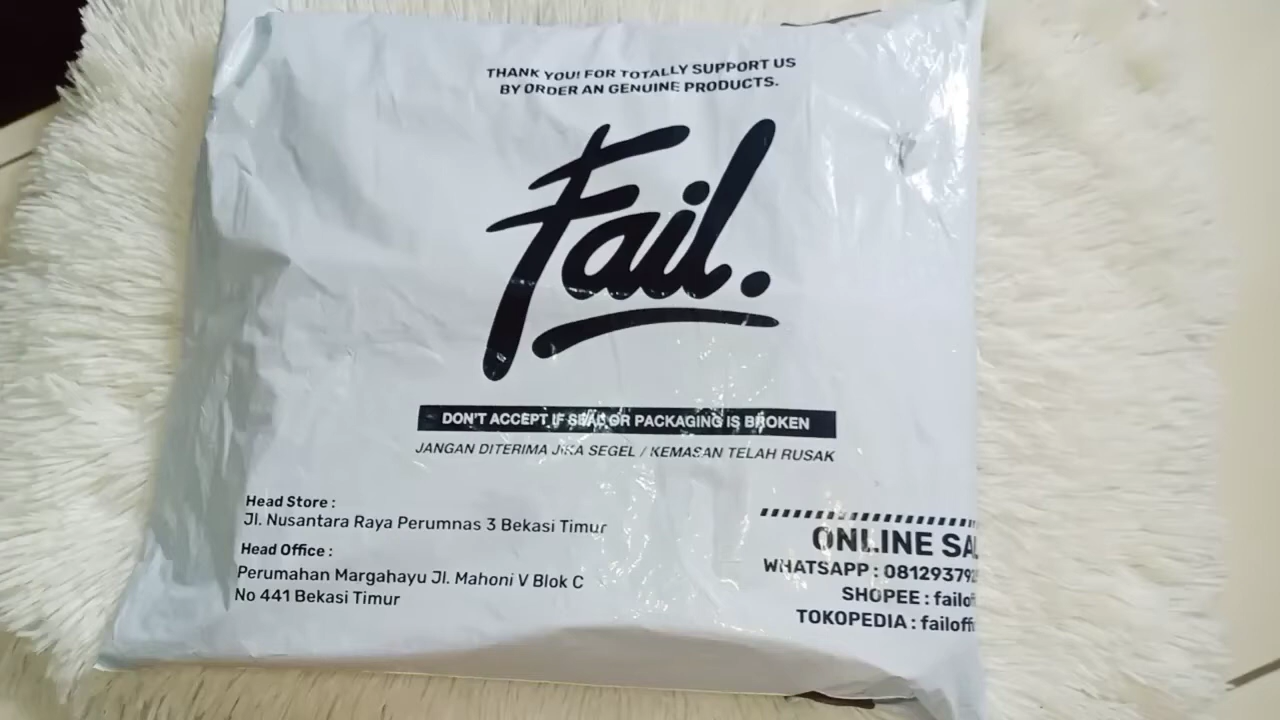 THANK YOU! FOR TOTALLY SUPPORT US
BY ORDER AN GENUINE PRODUCTS.
Fail.
DON'T ACCEPT IF SEAL OR PACKAGING IS BROKEN
JANGAN DITERIMA JIKA SEGEL / KEMASAN TELAH RUSAK
Head Store :
Jl. Nusantara Raya Perumnas 3 Bekasi Timur
Head Office :
Perumahan Margahayu Jl. Mahoni V Blok C
No 441 Bekasi Timur
ONLINE
WHATSAPP :
SHOPEE :
TOKOPEDIA :